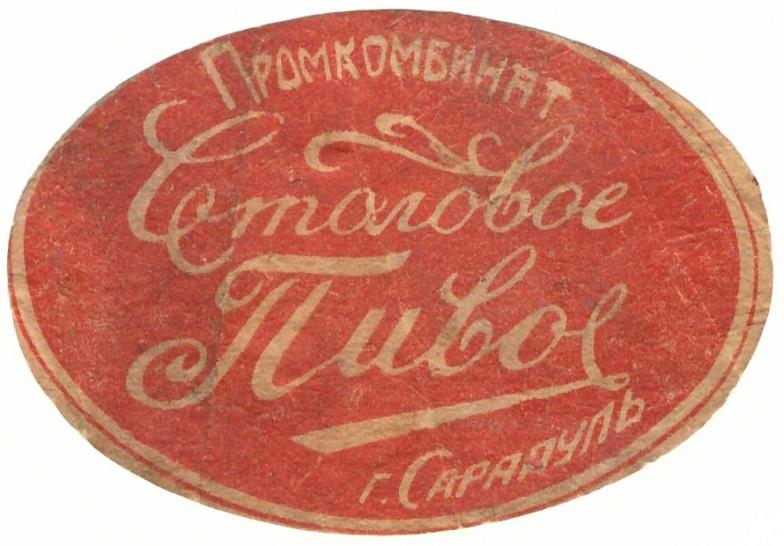 Промкомбинат
Столовое
Пиво
г. Сарапуль